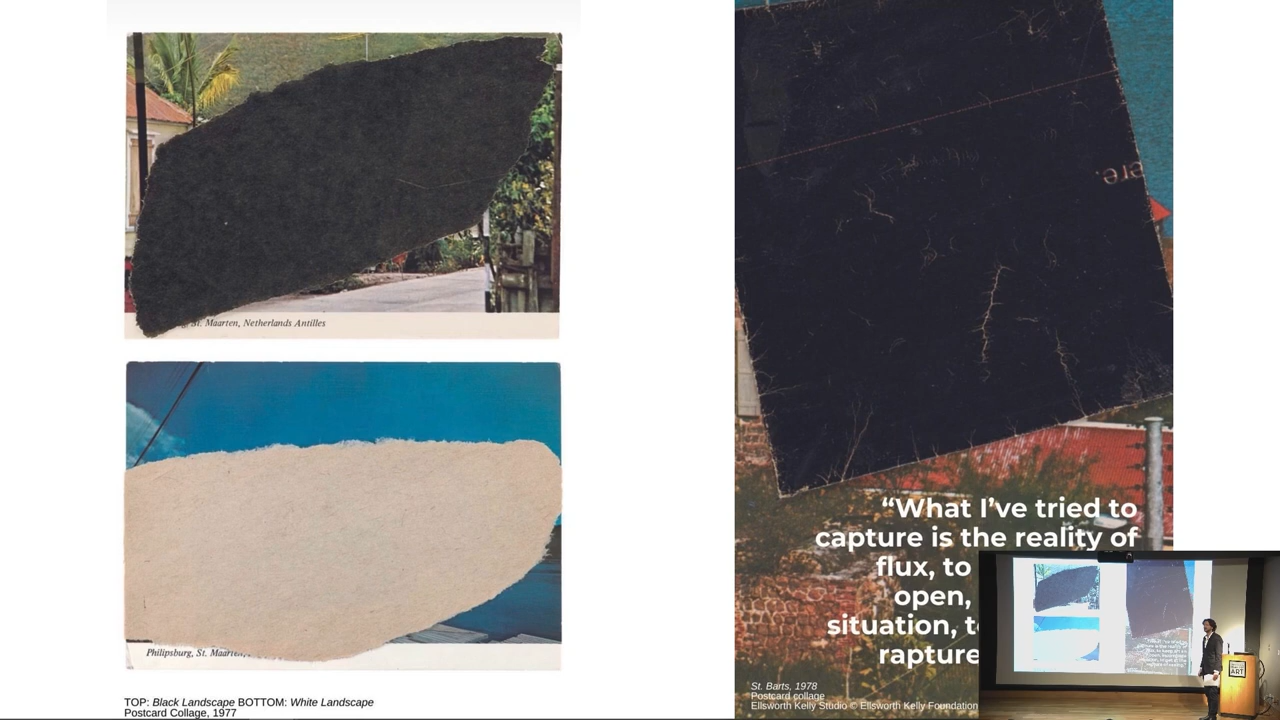 St. Maarten, Netherlands Antilles
Philipsburg, St. Maarten,
TOP: Black Landscape BOTTOM: White Landscape
Postcard Collage, 1977
ere.
“What I’ve tried to
capture is the reality of
flux, to
open,
situation, t
rapture
St. Barts, 1978
Postcard collage
Ellsworth Kelly Studio © Ellsworth Kelly Foundation
ART